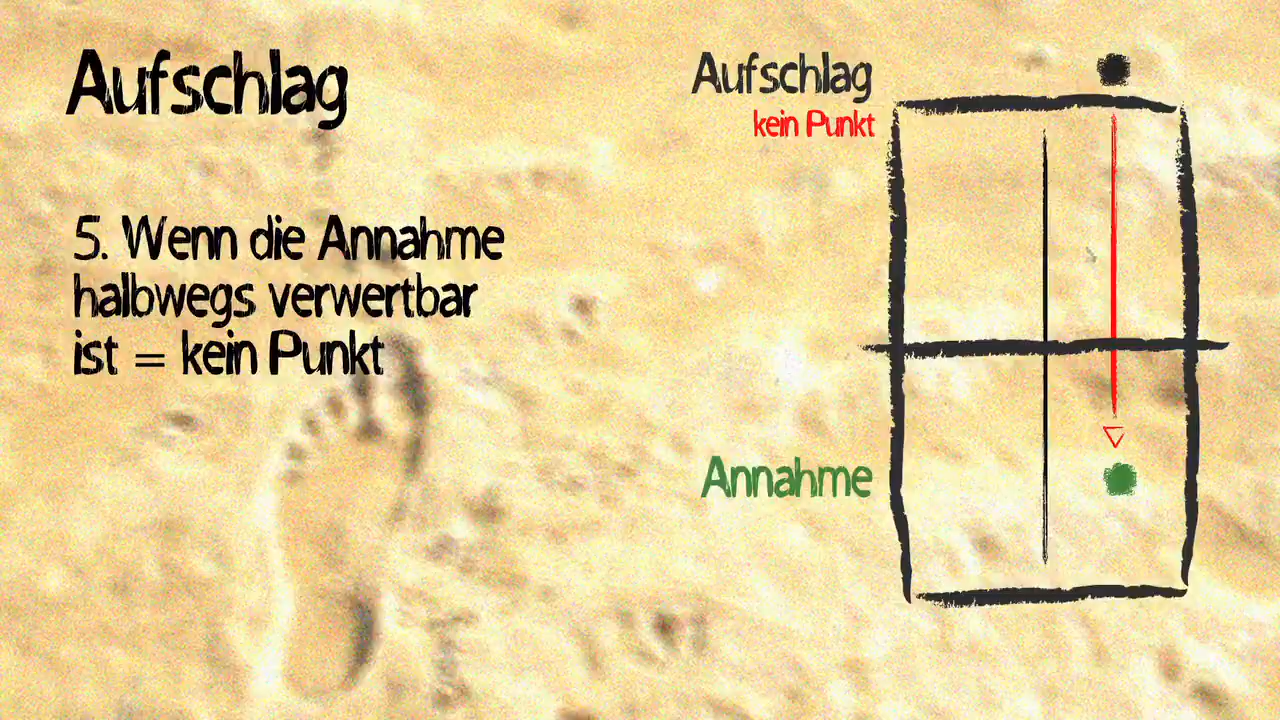 Aufschlag
5. Wenn die Annahme
halbwegs verwertbar
ist = kein Punkt
Aufschlag
kein Punkt
Annahme